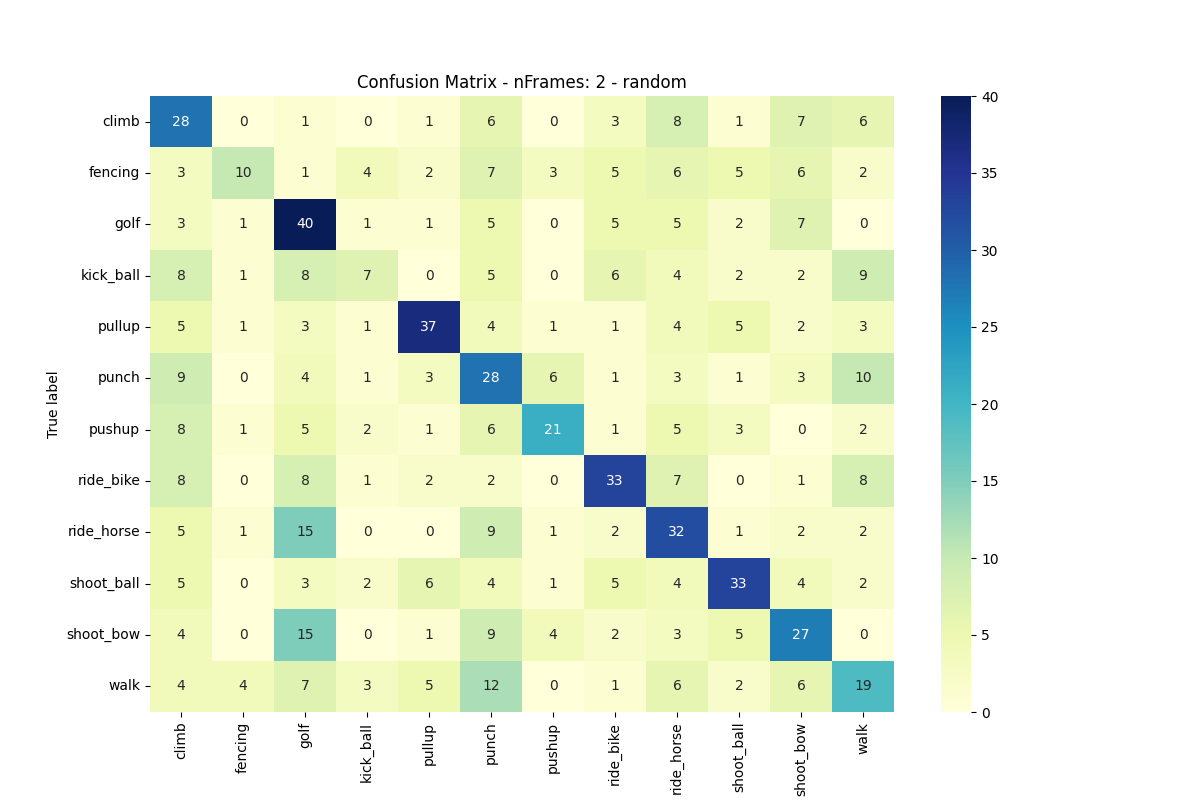 Confusion Matrix - nFrames: 2 - random
True label
climb 28 0 1 0 1 6 0 3 8 1 7 6
fencing 3 10 1 4 2 7 3 5 6 5 6 2
golf 3 1 40 1 1 5 0 5 5 2 7 0
kick_ball 8 1 8 7 0 5 0 6 4 2 2 9
pullup 5 1 3 1 37 4 1 1 4 5 2 3
punch 9 0 4 1 3 28 6 1 3 1 3 10
pushup 8 1 5 2 1 6 21 1 5 3 0 2
ride_bike 8 0 8 1 2 2 0 33 7 0 1 8
ride_horse 5 1 15 0 0 9 1 2 32 1 2 2
shoot_ball 5 0 3 2 6 4 1 5 4 33 4 2
shoot_bow 4 0 15 0 1 9 4 2 3 5 27 0
walk 4 4 7 3 5 12 0 1 6 2 6 19
climb fencing golf kick_ball pullup punch pushup ride_bike ride_horse shoot_ball shoot_bow walk
40
35
30
25
20
15
10
5
0